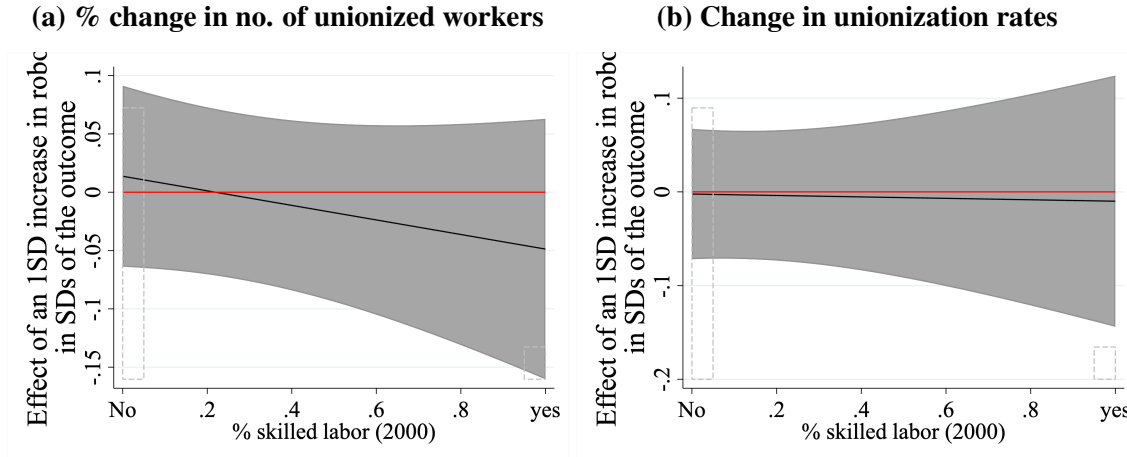 (a) % change in no. of unionized workers
Effect of an 1SD increase in
in SDs of the outcome
.1
.05
0
-.05
-.1
-.15
No
.2
.4
.6
.8
yes
% skilled labor (2000)
(b) Change in unionization rates
Effect of an 1SD increase in
in SDs of the outcome
.1
0
-.1
-.2
No
.2
.4
.6
.8
yes
% skilled labor (2000)